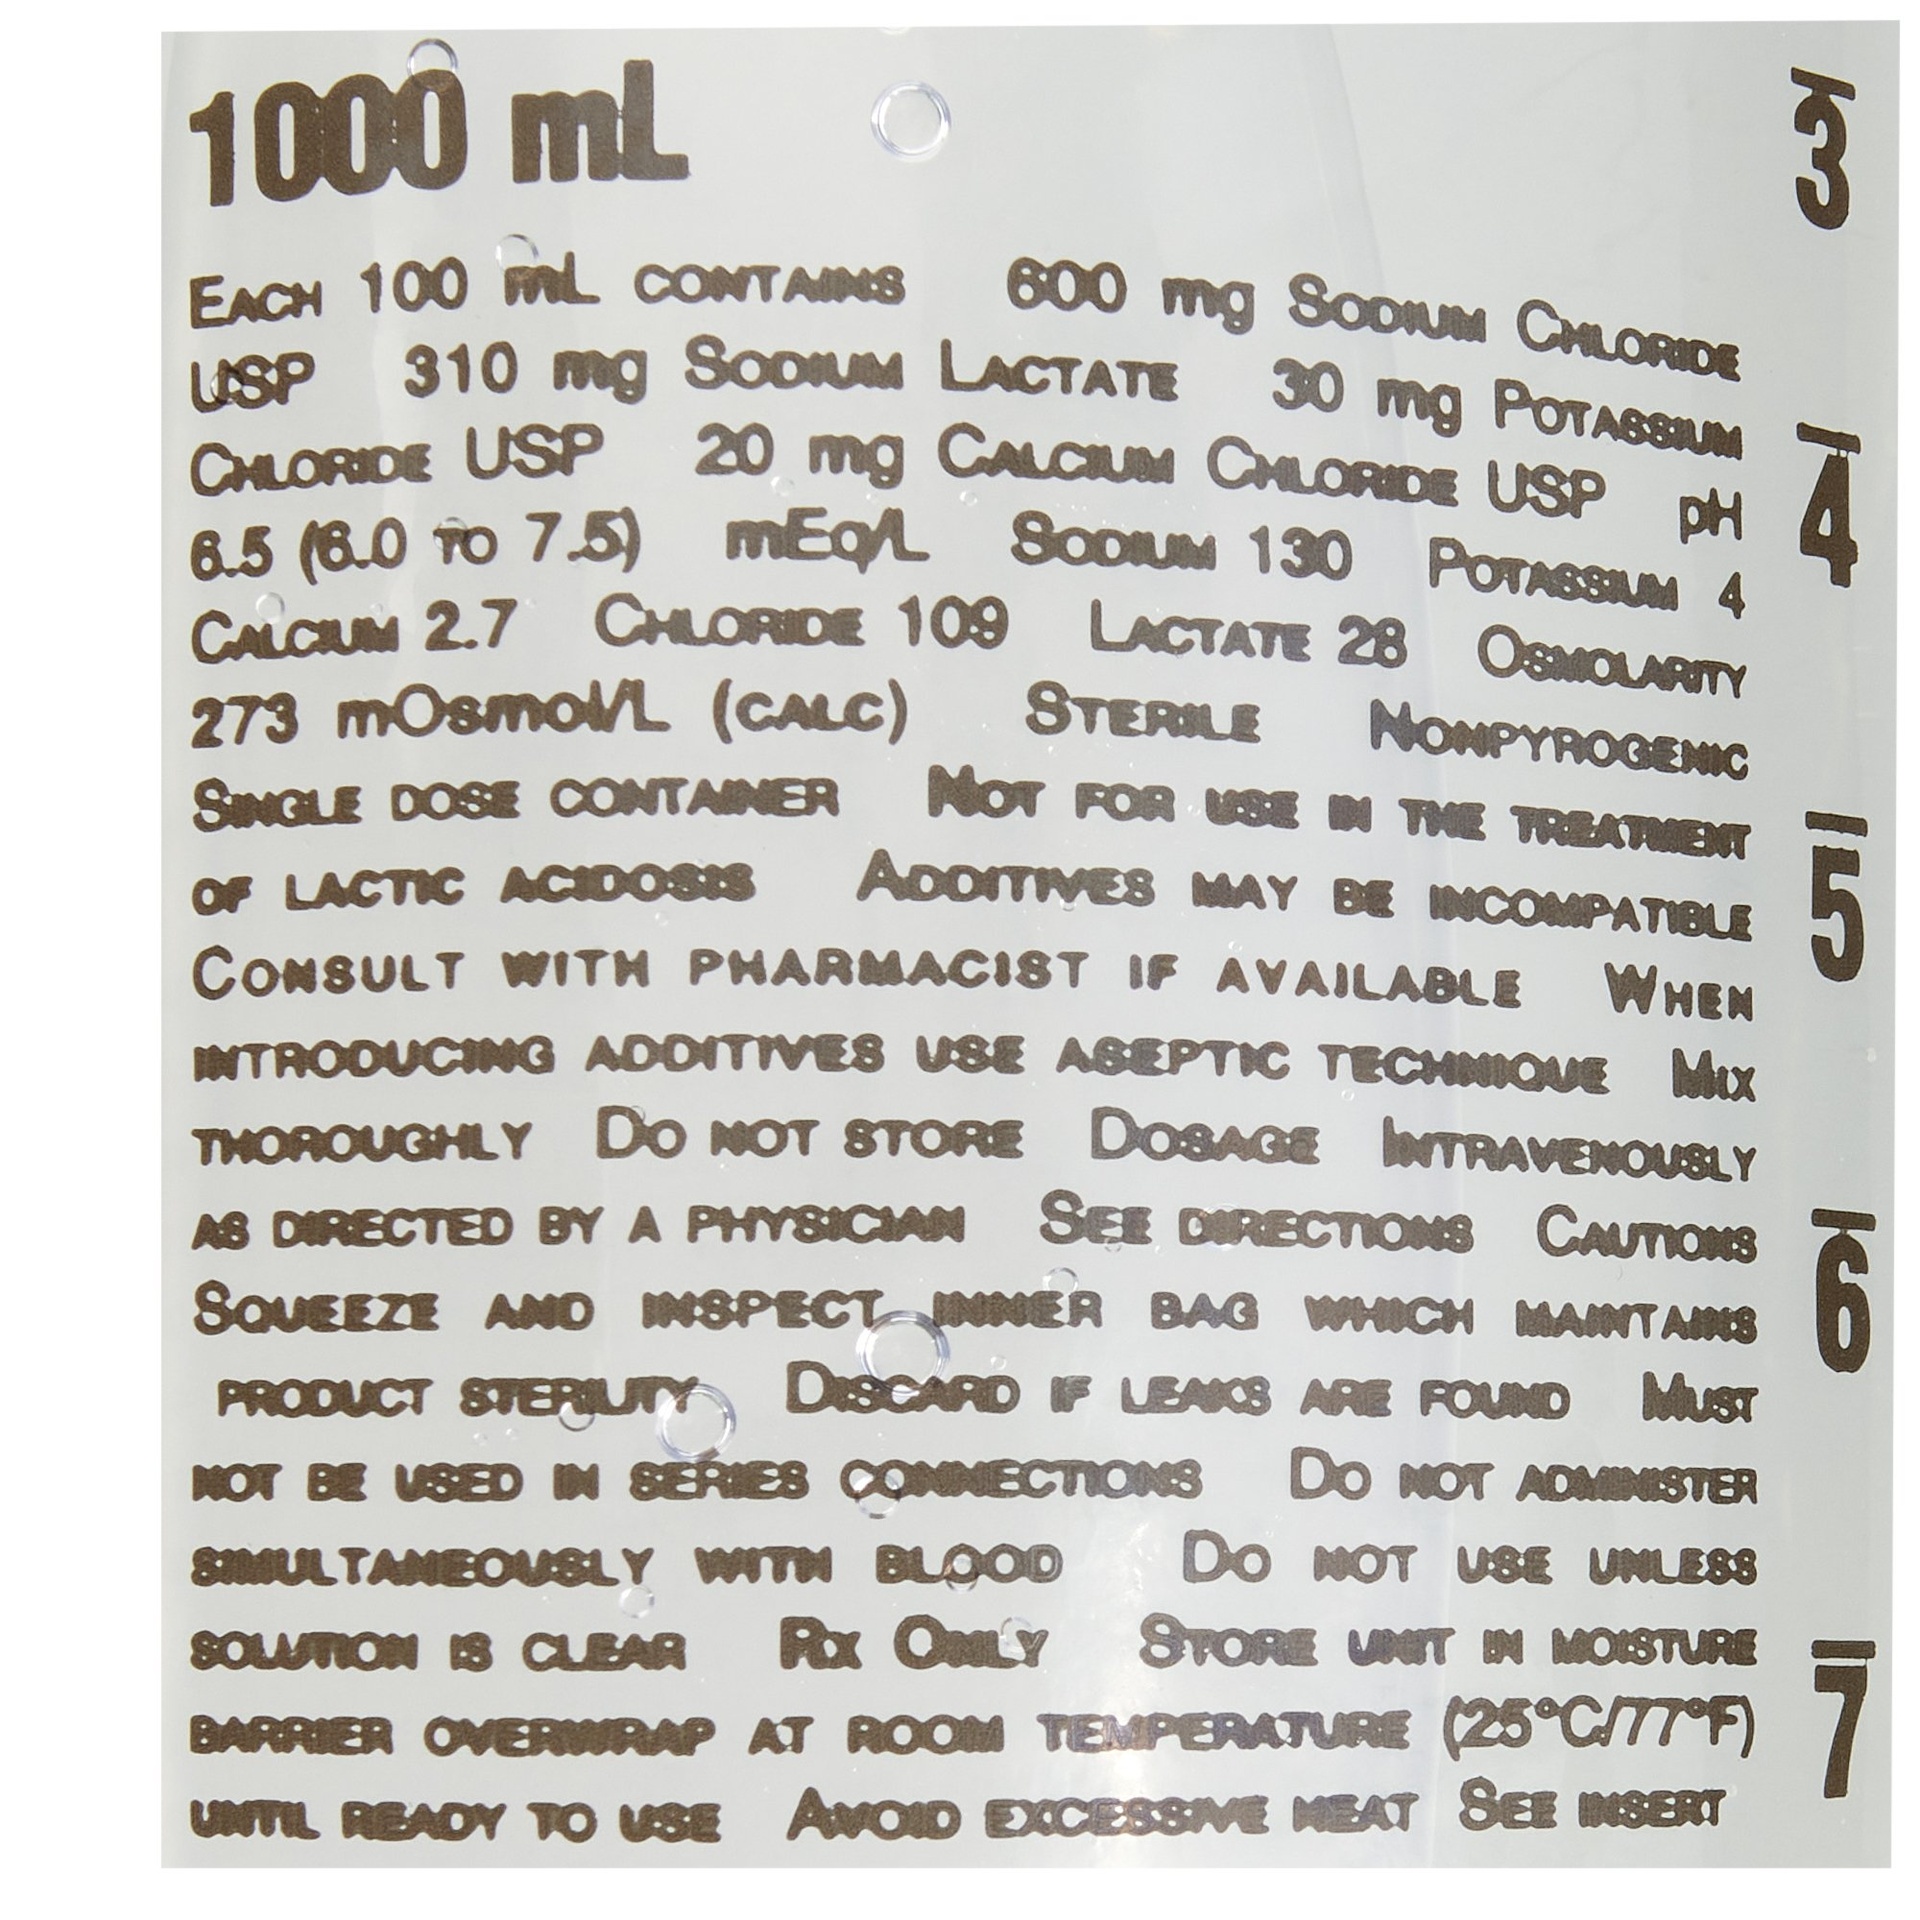 1000 mL
EACH 100 mL CONTAINS 600 mg SODIUM CHLORIDE
USP 310 mg SODIUM LACTATE 30 mg POTASSIUM
CHLORIDE USP 20 mg CALCIUM CHLORIDE USP pH
6.5 (6.0 TO 7.5) mEq/L SODIUM 130 POTASSIUM 4
CALCIUM 2.7 CHLORIDE 109 LACTATE 28 OSMOLARITY
273 mOsmol/L (CALC) STERILE NONPYROGENIC
SINGLE DOSE CONTAINER NOT FOR USE IN THE TREATMENT
OF LACTIC ACIDOSIS ADDITIVES MAY BE INCOMPATIBLE
CONSULT WITH PHARMACIST IF AVAILABLE WHEN
INTRODUCING ADDITIVES USE ASEPTIC TECHNIQUE MIX
THOROUGHLY DO NOT STORE DOSAGE INTRAVENOUSLY
AS DIRECTED BY A PHYSICIAN SEE DIRECTIONS CAUTIONS
SQUEEZE AND INSPECT INNER BAG WHICH MAINTAINS
PRODUCT STERILITY DISCARD IF LEAKS ARE FOUND MUST
NOT BE USED IN SERIES CONNECTIONS DO NOT ADMINISTER
SIMULTANEOUSLY WITH BLOOD DO NOT USE UNLESS
SOLUTION IS CLEAR RX ONLY STORE UNIT IN MOISTURE
BARRIER OVERWRAP AT ROOM TEMPERATURE (25°C/77°F)
UNTIL READY TO USE AVOID EXCESSIVE HEAT SEE INSERT
3
4
5
6
7